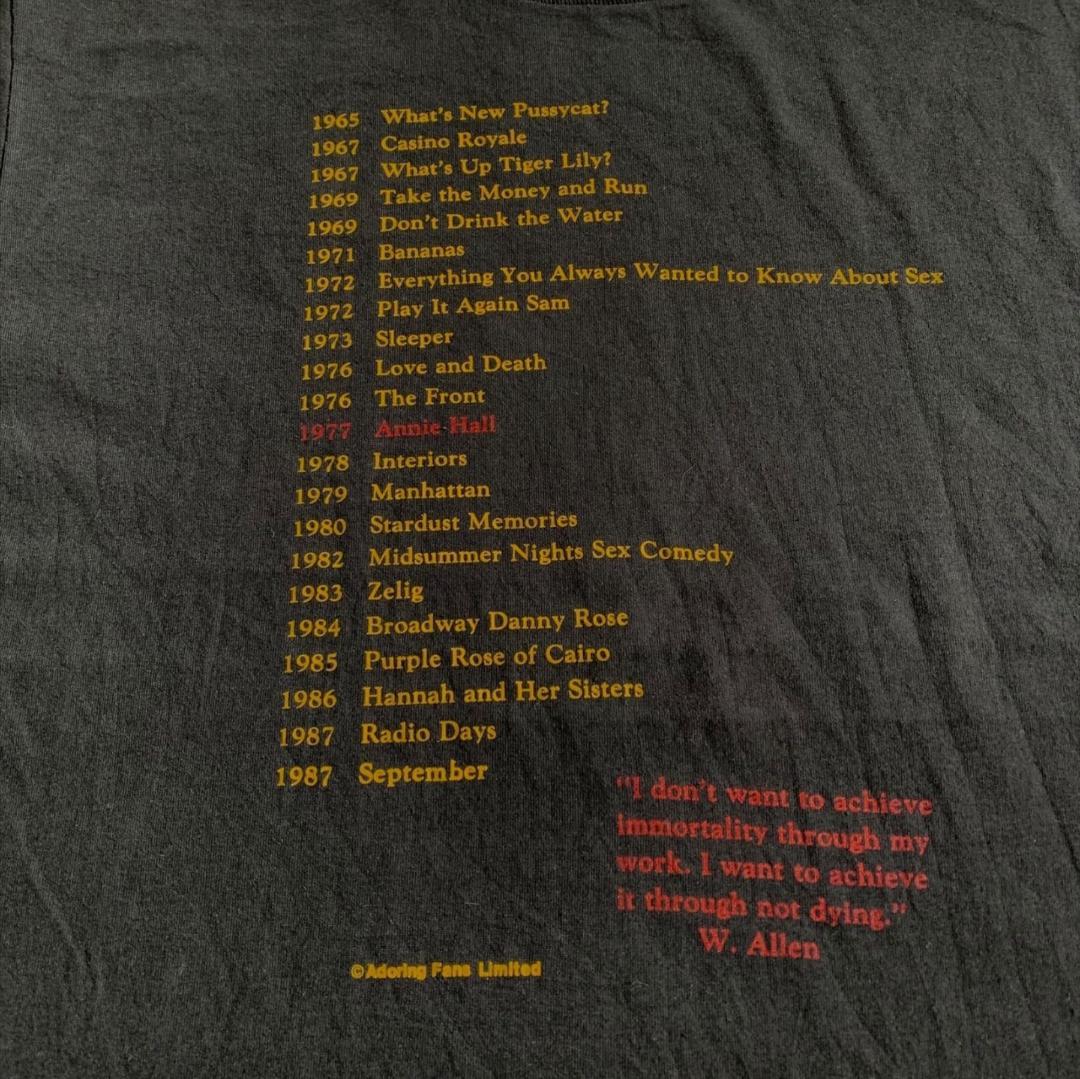 1965 What's New Pussycat?
1967 Casino Royale
1967 What's Up Tiger Lily?
1969 Take the Money and Run
1969 Don't Drink the Water
1971 Bananas
1972 Everything You Always Wanted to Know About Sex
1972 Play It Again Sam
1973 Sleeper
1976 Love and Death
1976 The Front
1977 Annie Hall
1978 Interiors
1979 Manhattan
1980 Stardust Memories
1982 Midsummer Nights Sex Comedy
1983 Zelig
1984 Broadway Danny Rose
1985 Purple Rose of Cairo
1986 Hannah and Her Sisters
1987 Radio Days
1987 September
"I don't want to achieve
immortality through my
work. I want to achieve
it through not dying."
W. Allen
©Adoring Fans Limited